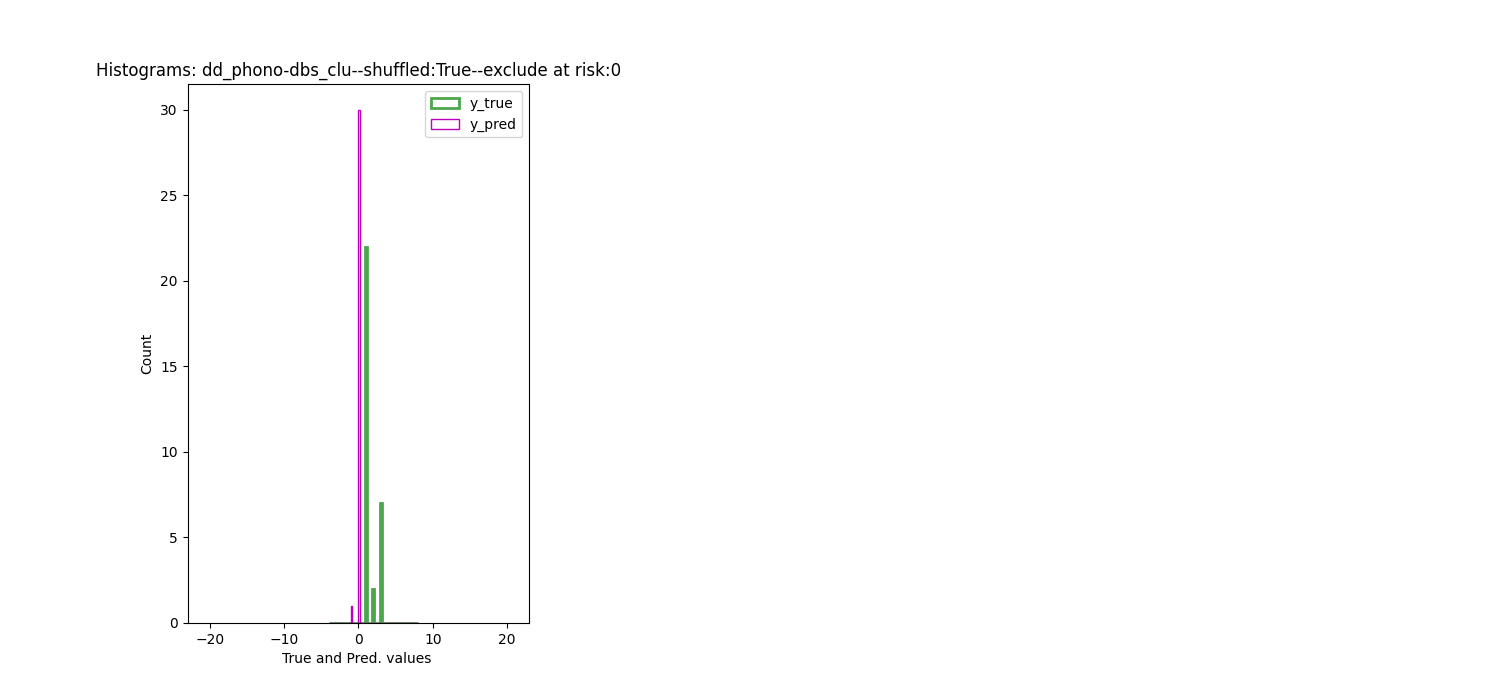 Histograms: dd_phono-dbs_clu--shuffled:True--exclude at risk:0
y_true
y_pred
30
25
20
15
10
5
0
Count
−20
−10
0
10
20
True and Pred. values